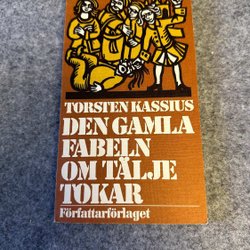 TORSTEN KASSIUS
DEN GAMLA
FABELN
OM TÄLJE
TOKAR
Författarförlaget